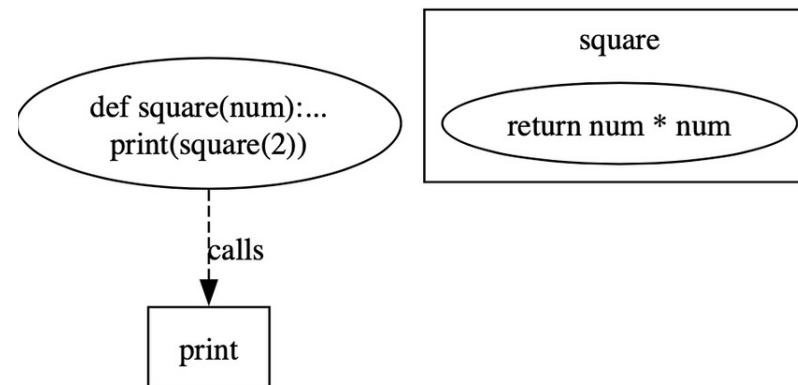 def square(num):...
print(square(2))
calls
print
square
return num * num